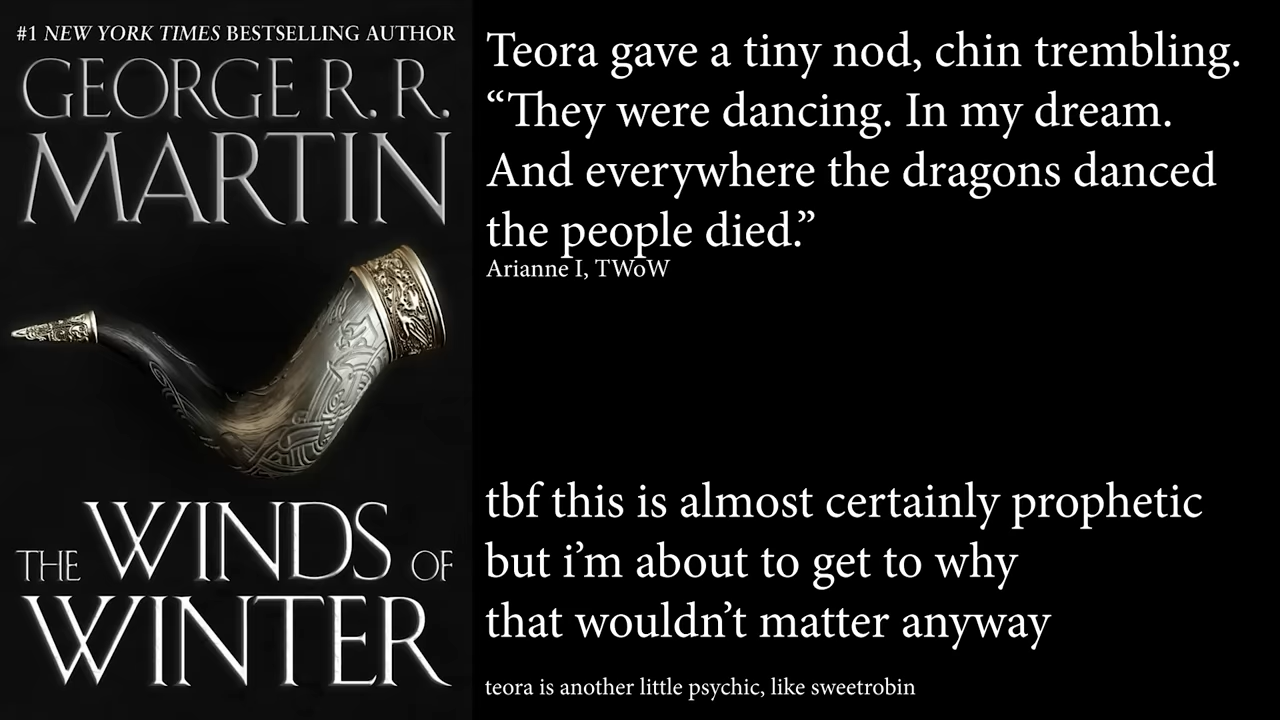 #1 NEW YORK TIMES BESTSELLING AUTHOR
GEORGE R. R.
MARTIN
THE WINDS OF
WINTER
Teora gave a tiny nod, chin trembling.
“They were dancing. In my dream.
And everywhere the dragons danced
the people died.”
Arianne I, TWoW
tbf this is almost certainly prophetic
but i’m about to get to why
that wouldn’t matter anyway
teora is another little psychic, like sweetrobin